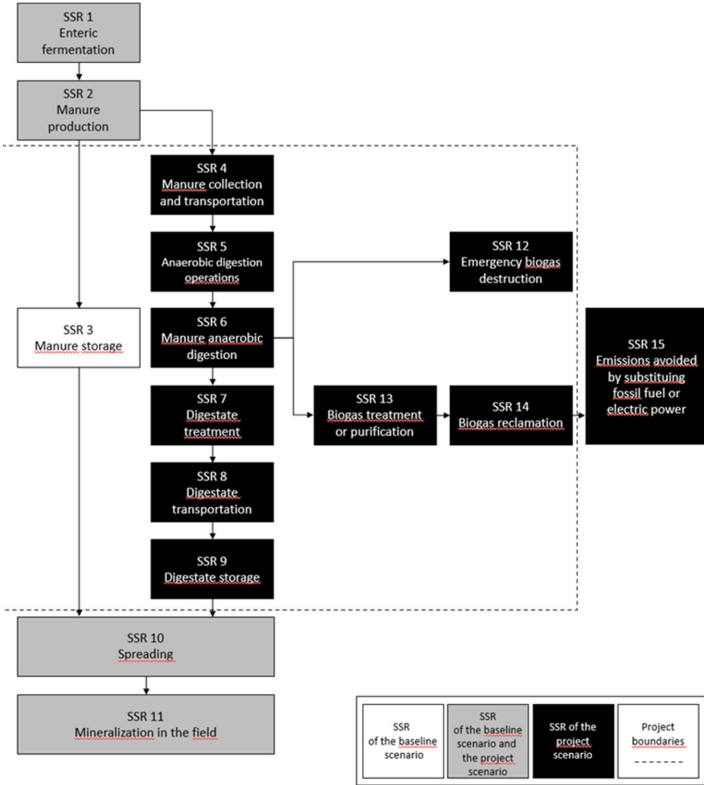 SSR 1
Enteric
fermentation
SSR 2
Manure
production
SSR 4
Manure collection
and transportation
SSR 5
Anaerobic digestion
operations
SSR 12
Emergency biogas
destruction
SSR 3
Manure storage
SSR 6
Manure anaerobic
digestion
SSR 15
Emissions avoided
by substituing
fossil fuel or
electric power
SSR 7
Digestate
treatment
SSR 13
Biogas treatment
or purification
SSR 14
Biogas reclamation
SSR 8
Digestate
transportation
SSR 9
Digestate storage
SSR 10
Spreading
SSR 11
Mineralization in the field
SSR
of the baseline
scenario
SSR
of the baseline
scenario and
the project
scenario
SSR of the
project
scenario
Project
boundaries